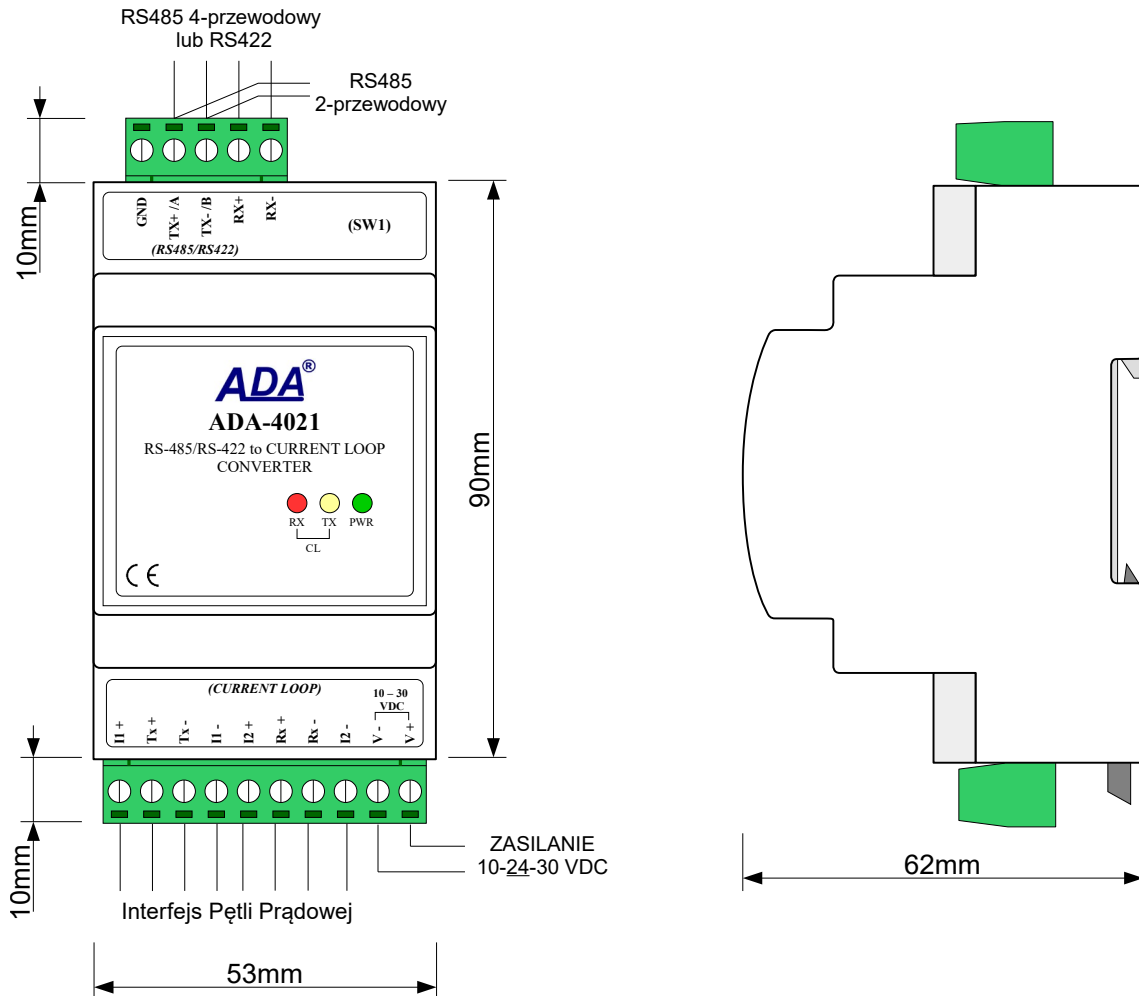 RS485 4-przewodowy
lub RS422
RS485
2-przewodowy
10mm
GND
TX+ /A
TX- /B
RX+
RX-
(SW1)
(RS485/RS422)
ADA®
ADA-4021
RS-485/RS-422 to CURRENT LOOP
CONVERTER
RX TX PWR
CL
CE
90mm
(CURRENT LOOP)
10 – 30
VDC
I1 +
Tx +
Tx -
I1 -
I2 +
Rx +
Rx -
I2 -
V -
V +
10mm
ZASILANIE
10-24-30 VDC
Interfejs Pętli Prądowej
53mm
62mm